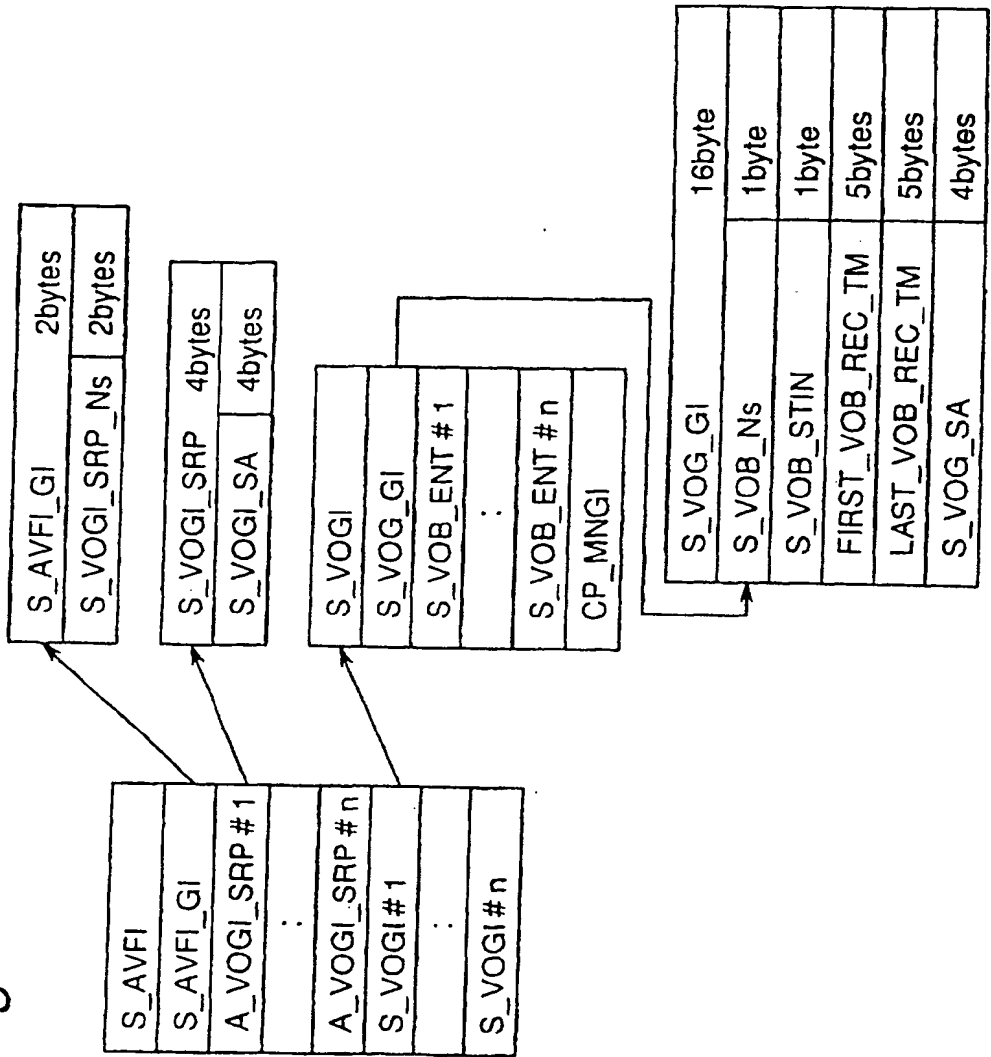 S_AVFI
S_AVFI_GI
A_VOGI_SRP#1
:
A_VOGI_SRP#n
S_VOGI#1
:
S_VOGI#n
S_AVFI_GI 2bytes
S_VOGI_SRP_Ns 2bytes
S_VOGI_SRP 4bytes
S_VOGI_SA 4bytes
S_VOGI
S_VOG_GI
S_VOB_ENT#1
:
S_VOB_ENT#n
CP_MNGI
S_VOG_GI 16byte
S_VOB_Ns 1byte
S_VOB_STIN 1byte
FIRST_VOB_REC_TM 5bytes
LAST_VOB_REC_TM 5bytes
S_VOG_SA 4bytes